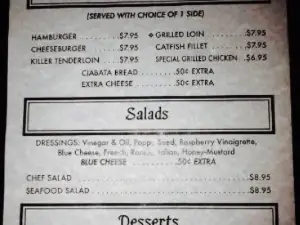 (SERVED WITH CHOICE OF 1 SIDE)
HAMBURGER ........ $7.95 ❖ GRILLED LOIN ........ $7.95
CHEESEBURGER ........ $7.95 CATFISH FILLET ........ $7.95
KILLER TENDERLOIN ... $7.95 SPECIAL GRILLED CHICKEN . $6.95
CIABATA BREAD ........ .50¢ EXTRA
EXTRA CHEESE ........ .50¢ EXTRA
Salads
DRESSINGS: Vinegar & Oil, Poppy Seed, Raspberry Vinaigrette,
Blue Cheese, French, Ranch, Italian, Honey-Mustard
BLUE CHEESE ........ .50¢ EXTRA
CHEF SALAD ........ $8.95
SEAFOOD SALAD ........ $8.95
Desserts